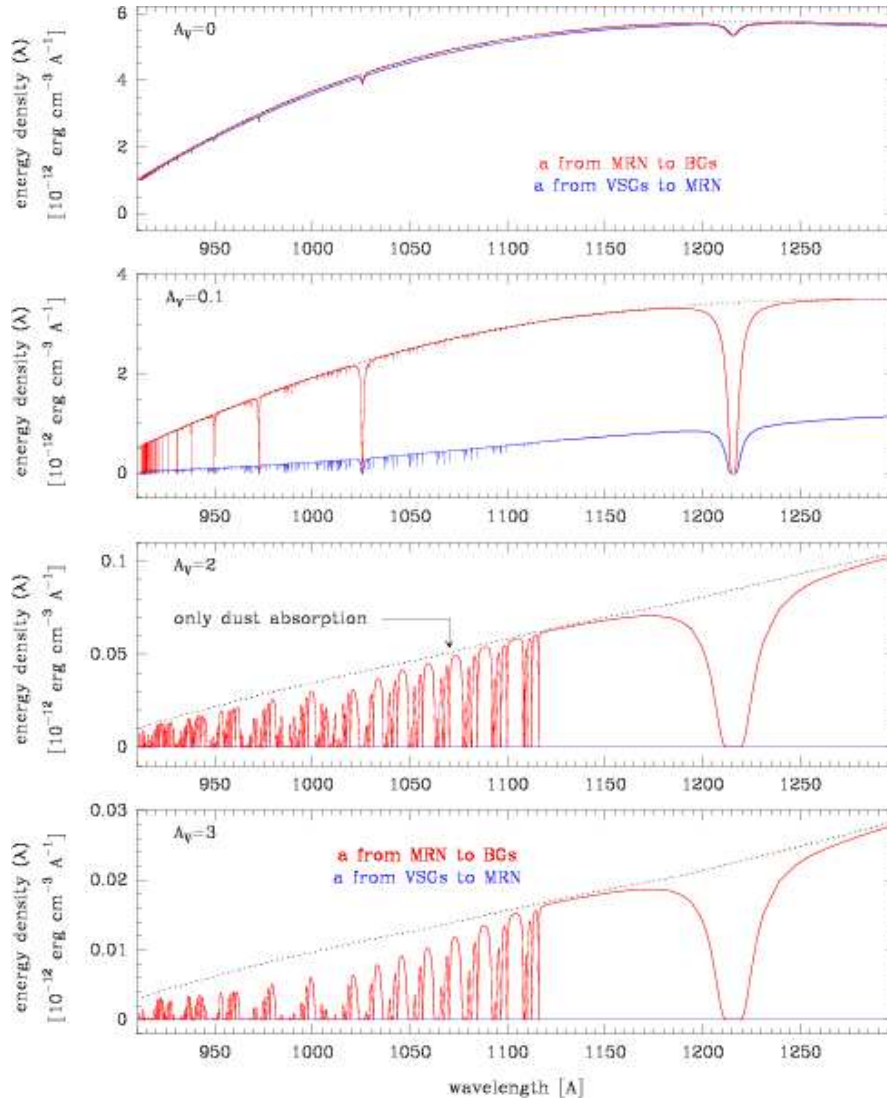 A_V=0
6
4
2
0
energy density (λ)
[10⁻¹² erg cm⁻³ A⁻¹]
a from MRN to BGs
a from VSGs to MRN
950 1000 1050 1100 1150 1200 1250
A_V=0.1
4
2
0
energy density (λ)
[10⁻¹² erg cm⁻³ A⁻¹]
950 1000 1050 1100 1150 1200 1250
A_V=2
0.1
0.05
0
energy density (λ)
[10⁻¹² erg cm⁻³ A⁻¹]
only dust absorption
950 1000 1050 1100 1150 1200 1250
A_V=3
0.03
0.02
0.01
0
energy density (λ)
[10⁻¹² erg cm⁻³ A⁻¹]
a from MRN to BGs
a from VSGs to MRN
950 1000 1050 1100 1150 1200 1250
wavelength [A]